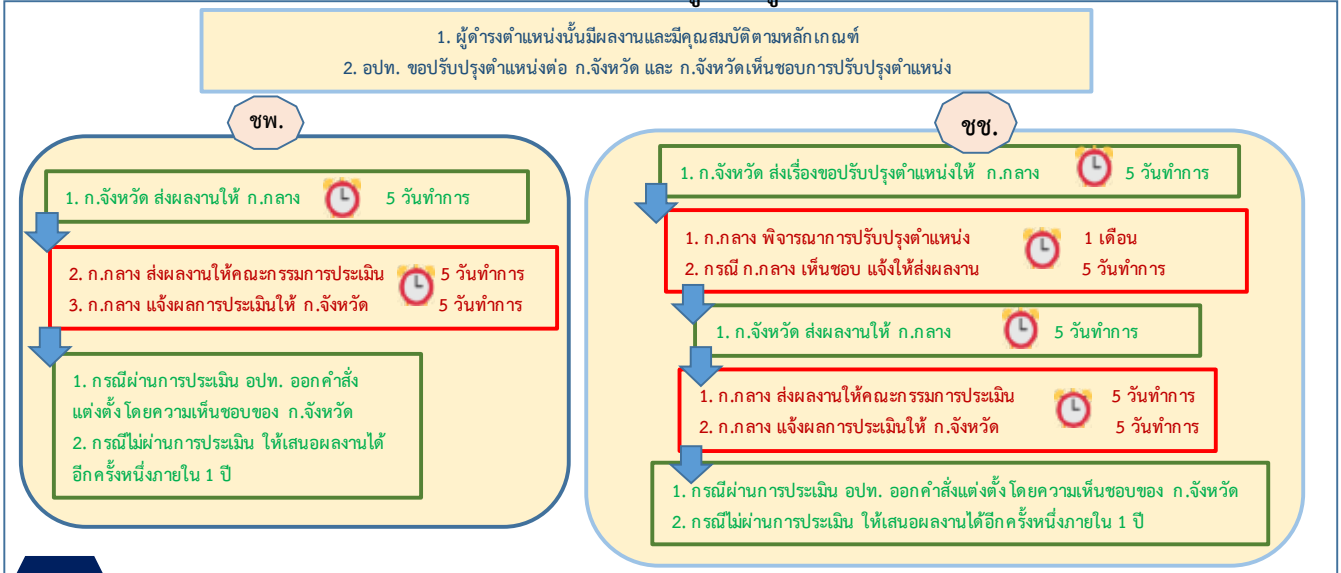 1. ผู้ดำรงตำแหน่งนั้นมีผลงานและมีคุณสมบัติตามหลักเกณฑ์
2. อปท. ขอปรับปรุงตำแหน่งต่อ ก.จังหวัด และ ก.จังหวัดเห็นชอบการปรับปรุงตำแหน่ง
ชพ.
1. ก.จังหวัด ส่งผลงานให้ ก.กลาง 5 วันทำการ
2. ก.กลาง ส่งผลงานให้คณะกรรมการประเมิน 5 วันทำการ
3. ก.กลาง แจ้งผลการประเมินให้ ก.จังหวัด 5 วันทำการ
1. กรณีผ่านการประเมิน อปท. ออกคำสั่ง
แต่งตั้ง โดยความเห็นชอบของ ก.จังหวัด
2. กรณีไม่ผ่านการประเมิน ให้เสนอผลงานได้
อีกครั้งหนึ่งภายใน 1 ปี
ชช.
1. ก.จังหวัด ส่งเรื่องขอปรับปรุงตำแหน่งให้ ก.กลาง 5 วันทำการ
1. ก.กลาง พิจารณาการปรับปรุงตำแหน่ง 1 เดือน
2. กรณี ก.กลาง เห็นชอบ แจ้งให้ส่งผลงาน 5 วันทำการ
1. ก.จังหวัด ส่งผลงานให้ ก.กลาง 5 วันทำการ
1. ก.กลาง ส่งผลงานให้คณะกรรมการประเมิน 5 วันทำการ
2. ก.กลาง แจ้งผลการประเมินให้ ก.จังหวัด 5 วันทำการ
1. กรณีผ่านการประเมิน อปท. ออกคำสั่งแต่งตั้ง โดยความเห็นชอบของ ก.จังหวัด
2. กรณีไม่ผ่านการประเมิน ให้เสนอผลงานได้อีกครั้งหนึ่งภายใน 1 ปี